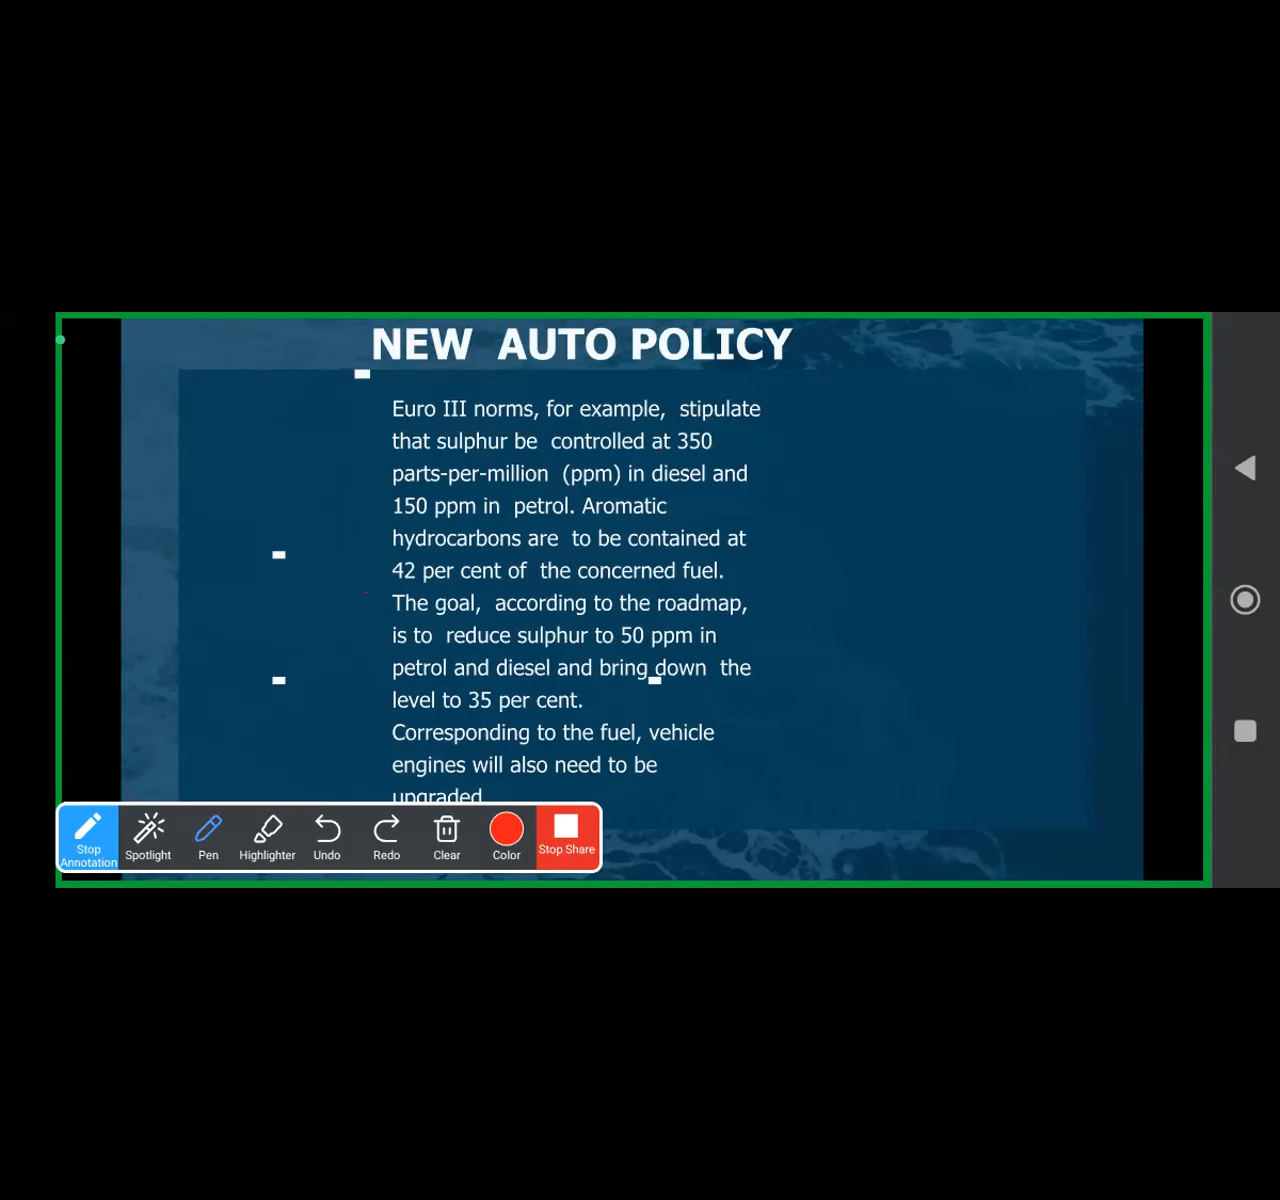 NEW AUTO POLICY
Euro III norms, for example, stipulate
that sulphur be controlled at 350
parts-per-million (ppm) in diesel and
150 ppm in petrol. Aromatic
hydrocarbons are to be contained at
42 per cent of the concerned fuel.
The goal, according to the roadmap,
is to reduce sulphur to 50 ppm in
petrol and diesel and bring down the
level to 35 per cent.
Corresponding to the fuel, vehicle
engines will also need to be
upgraded
Stop Annotation
Spotlight
Pen
Highlighter
Undo
Redo
Clear
Color
Stop Share